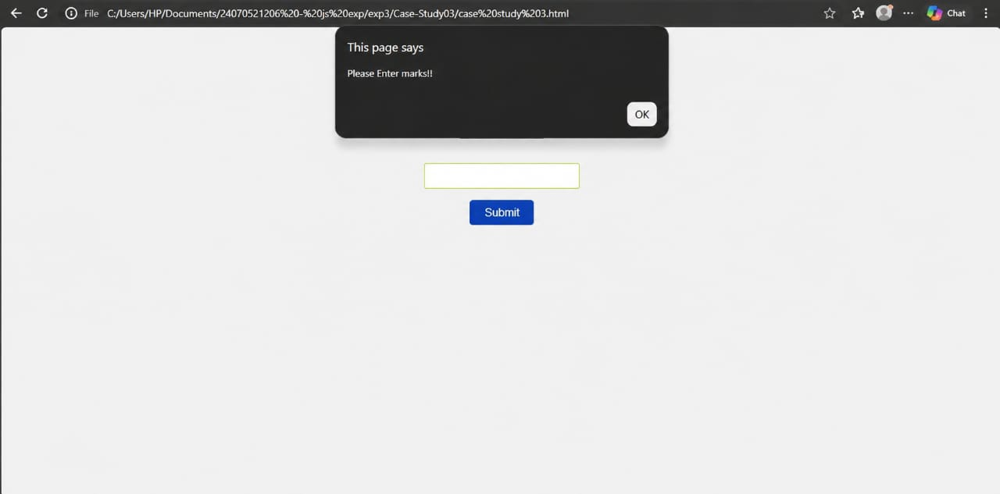 File C:/Users/HP/Documents/24070521206%20-%20js%20exp/exp3/Case-Study03/case%20study%203.html
Chat
This page says
Please Enter marks!!
OK
Submit